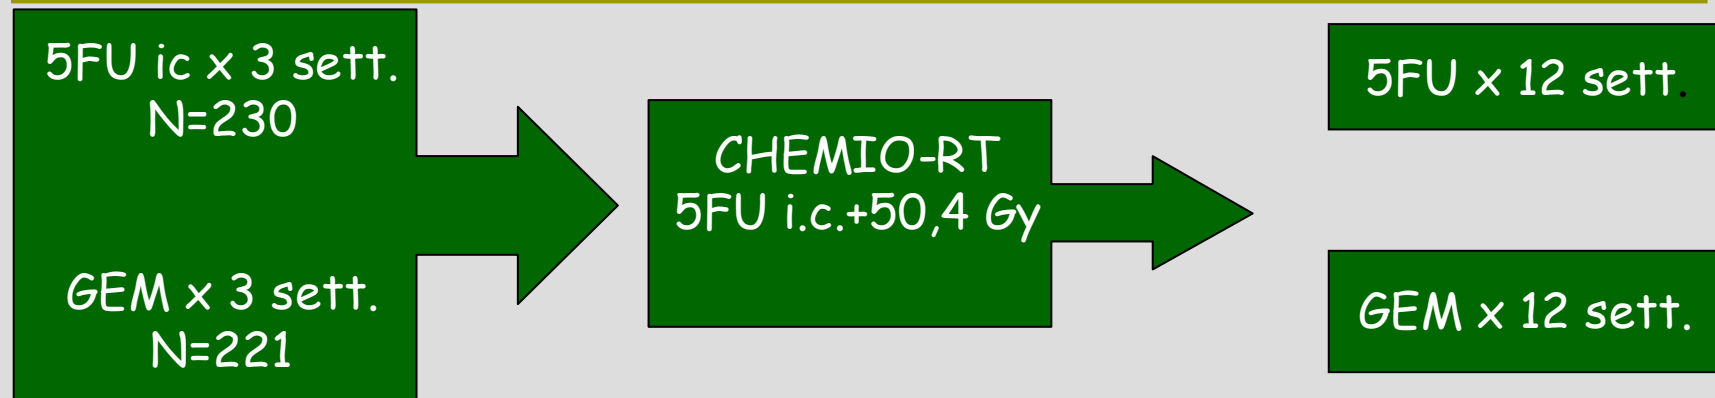 5FU ic x 3 sett.
N=230
GEM x 3 sett.
N=221
CHEMIO-RT
5FU i.c.+50,4 Gy
5FU x 12 sett.
GEM x 12 sett.